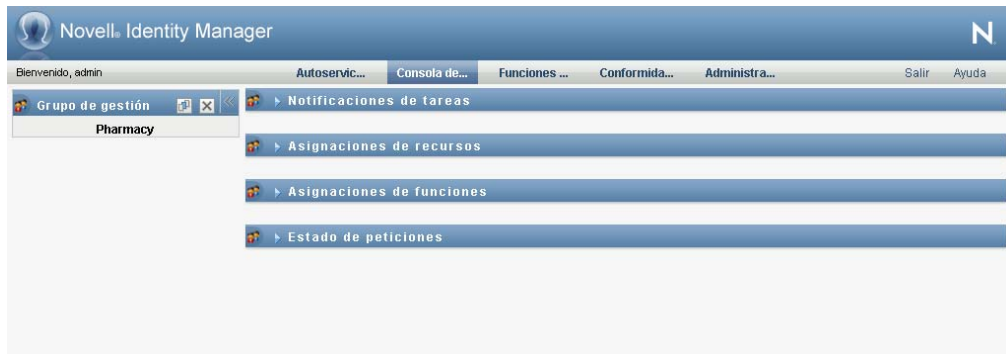 Novell® Identity Manager
N
Bienvenido, admin
Autoservic... Consola de... Funciones ... Conformida... Administra... Salir Ayuda
Grupo de gestión
Pharmacy
Notificaciones de tareas
Asignaciones de recursos
Asignaciones de funciones
Estado de peticiones